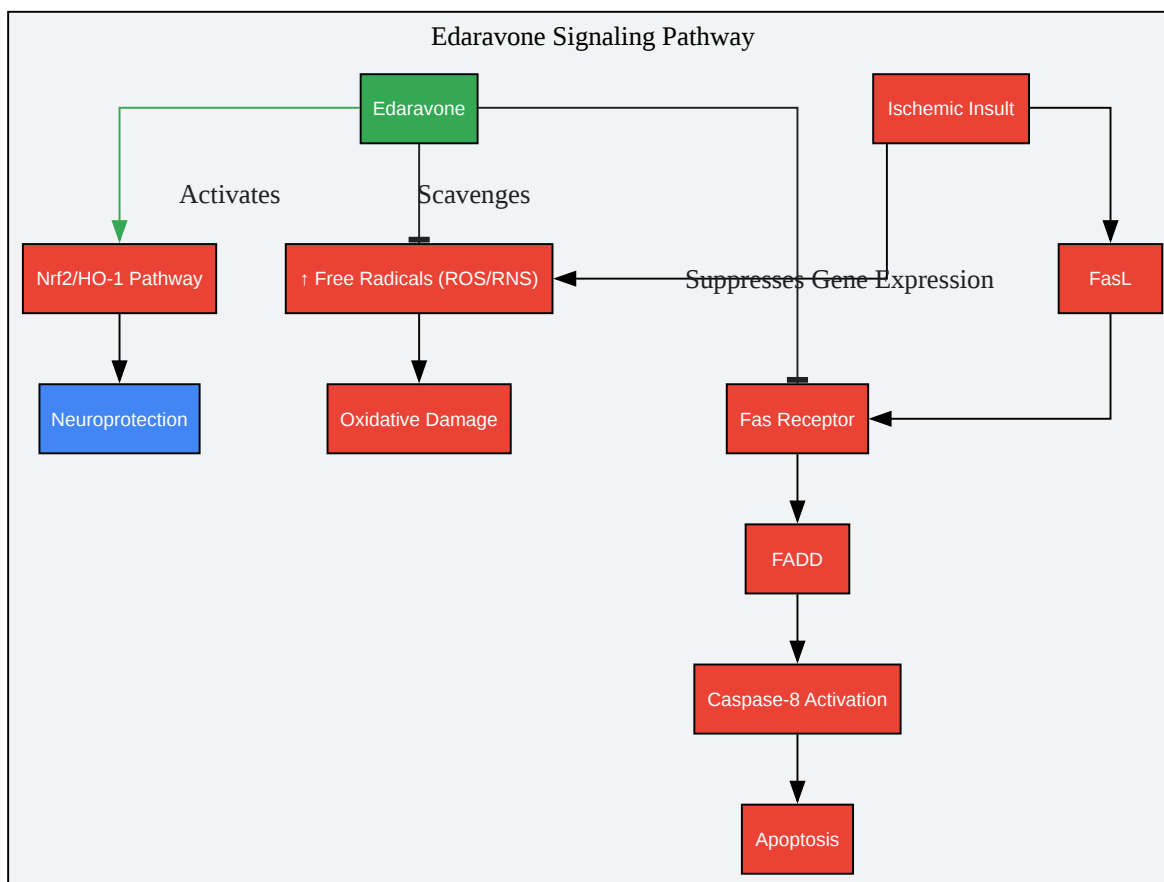 Edaravone Signaling Pathway
Edaravone
Ischemic Insult
Activates
Scavenges
Nrf2/HO-1 Pathway
↑ Free Radicals (ROS/RNS)
Suppresses Gene Expression
FasL
Neuroprotection
Oxidative Damage
Fas Receptor
FADD
Caspase-8 Activation
Apoptosis